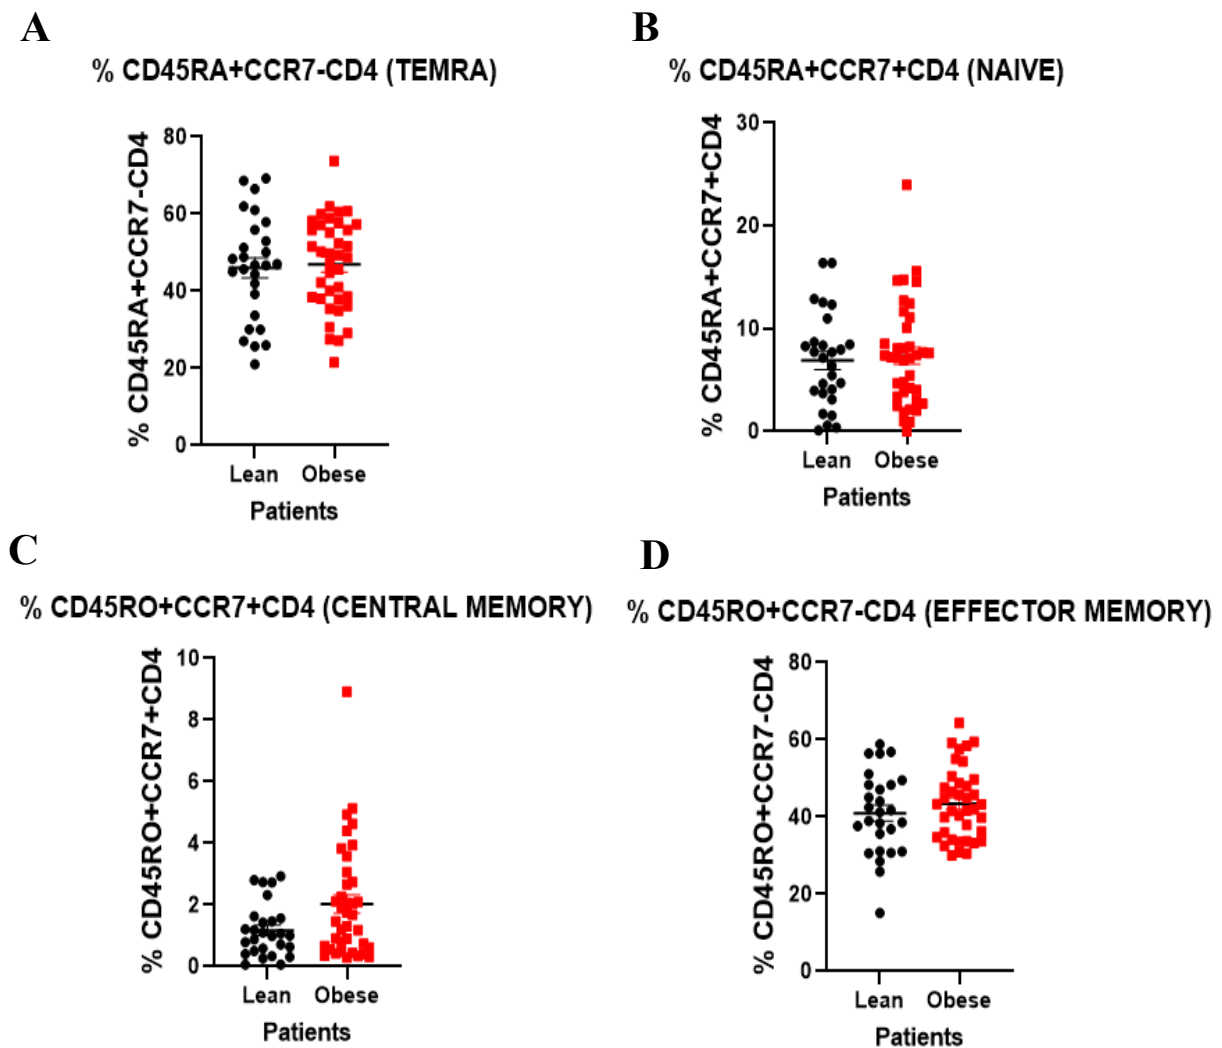 A
% CD45RA+CCR7-CD4 (TEMRA)
% CD45RA+CCR7-CD4
80
60
40
20
0
Lean Obese
Patients
B
% CD45RA+CCR7+CD4 (NAIVE)
% CD45RA+CCR7+CD4
30
20
10
0
Lean Obese
Patients
C
% CD45RO+CCR7+CD4 (CENTRAL MEMORY)
% CD45RO+CCR7+CD4
10
8
6
4
2
0
Lean Obese
Patients
D
% CD45RO+CCR7-CD4 (EFFECTOR MEMORY)
% CD45RO+CCR7-CD4
80
60
40
20
0
Lean Obese
Patients